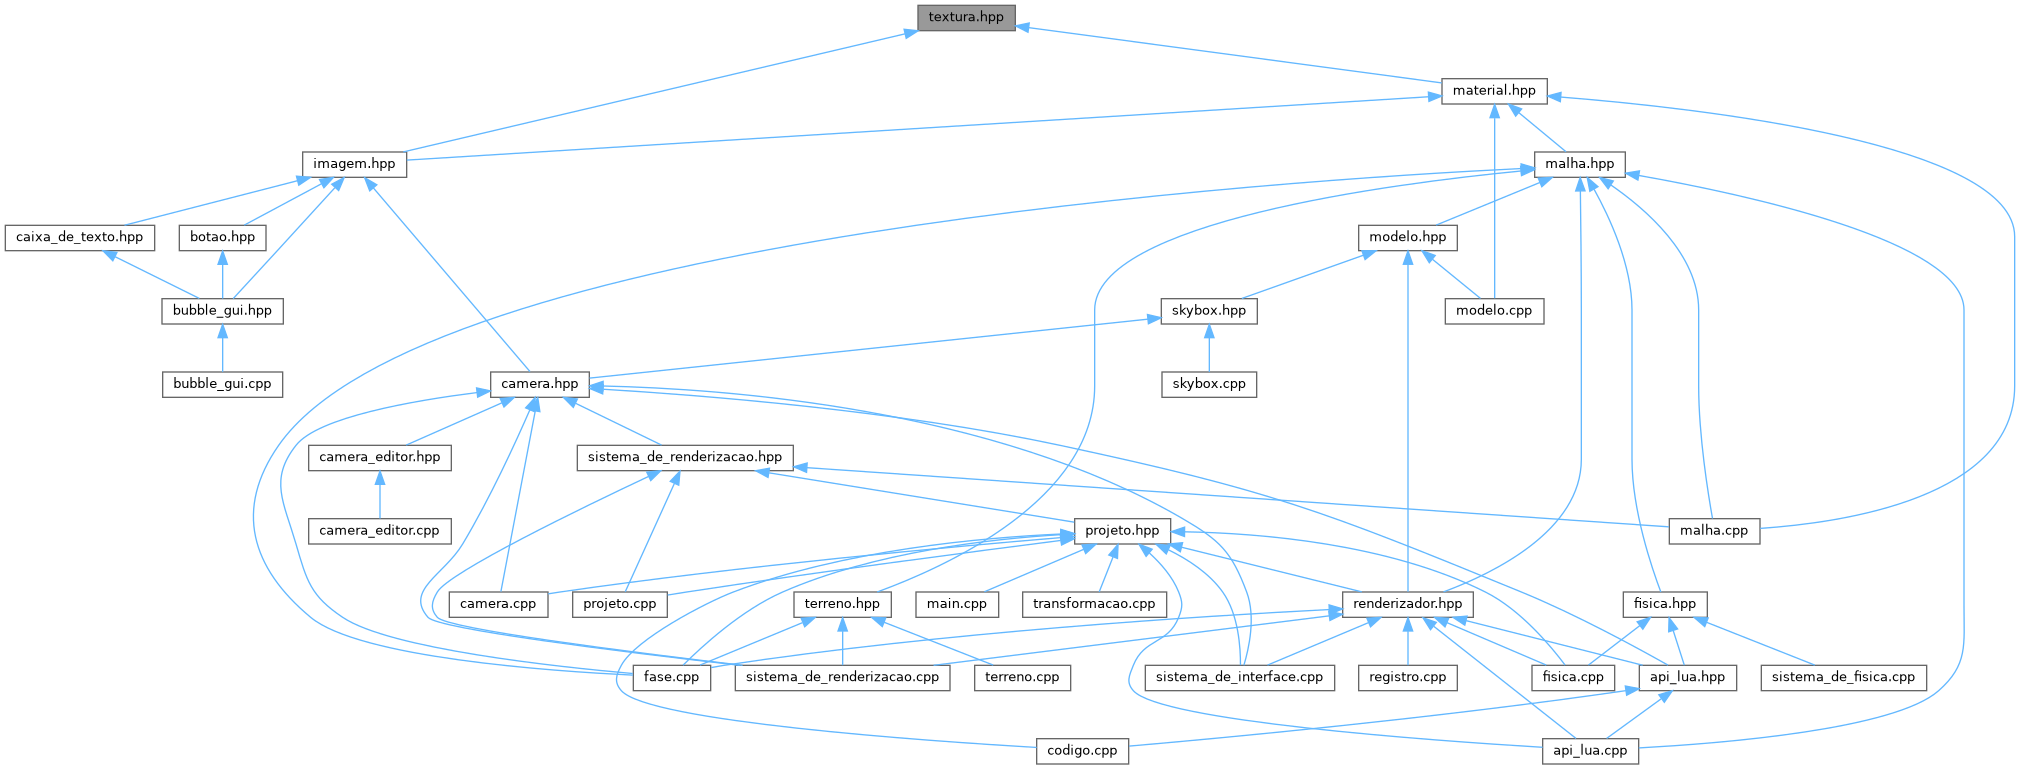 textura.hpp
material.hpp
imagem.hpp
malha.hpp
caixa_de_texto.hpp
botao.hpp
modelo.hpp
bubble_gui.hpp
skybox.hpp
modelo.cpp
bubble_gui.cpp
camera.hpp
skybox.cpp
camera_editor.hpp
sistema_de_renderizacao.hpp
camera_editor.cpp
projeto.hpp
malha.cpp
camera.cpp
projeto.cpp
terreno.hpp
main.cpp
transformacao.cpp
renderizador.hpp
fisica.hpp
fase.cpp
sistema_de_renderizacao.cpp
terreno.cpp
sistema_de_interface.cpp
registro.cpp
fisica.cpp
api_lua.hpp
sistema_de_fisica.cpp
codigo.cpp
api_lua.cpp